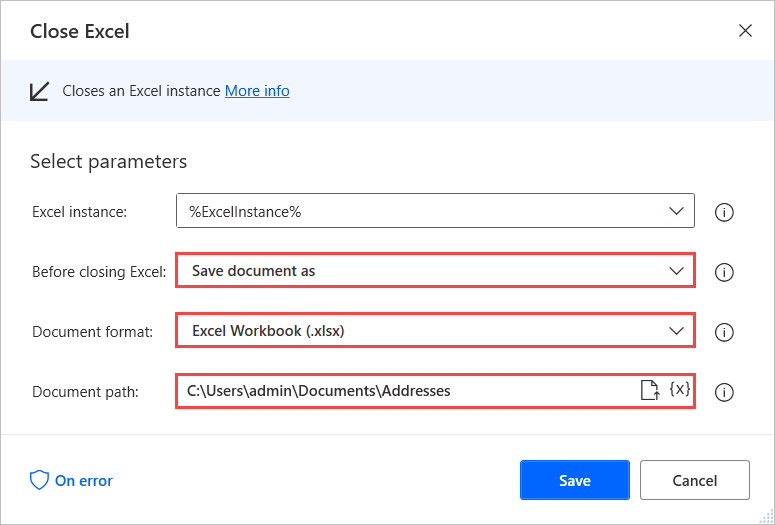 Close Excel
Closes an Excel instance More info
Select parameters
Excel instance: %ExcelInstance%
Before closing Excel: Save document as
Document format: Excel Workbook (.xlsx)
Document path: C:\Users\admin\Documents\Addresses {x}
On error Save Cancel